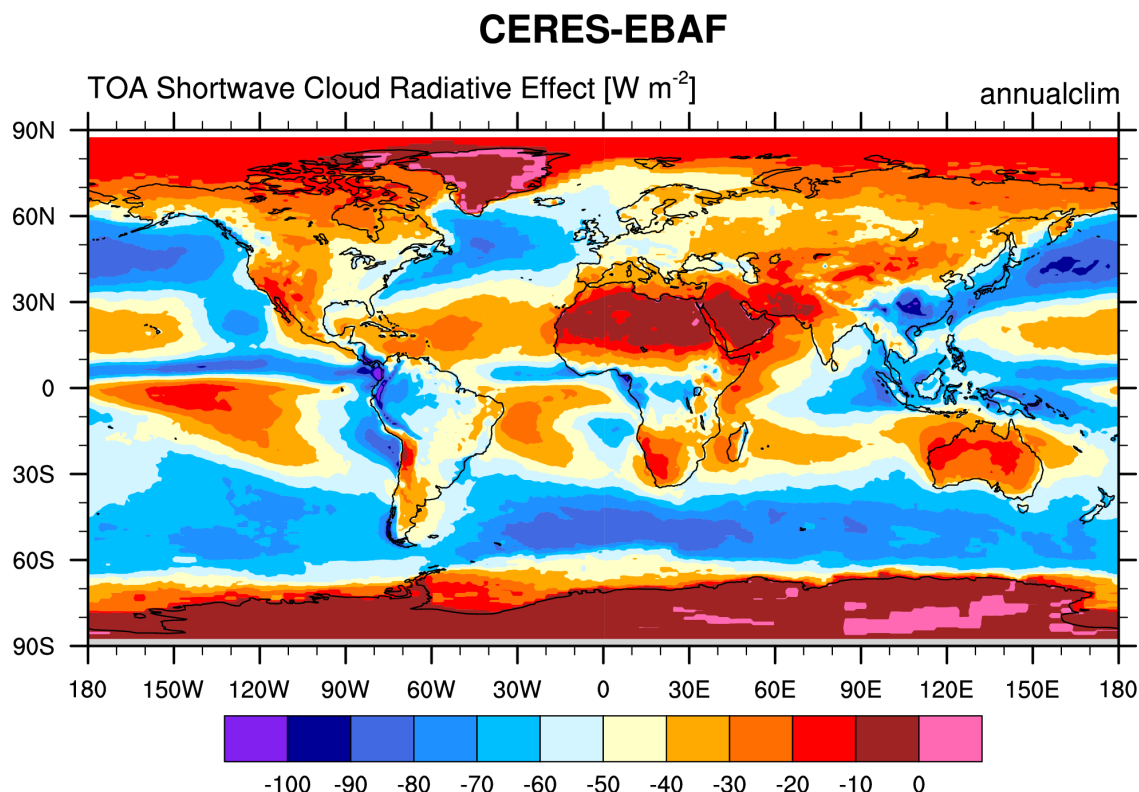 CERES-EBAF
TOA Shortwave Cloud Radiative Effect [W m⁻²]
annualclim
90N
60N
30N
0
30S
60S
90S
180 150W 120W 90W 60W 30W 0 30E 60E 90E 120E 150E 180
-100 -90 -80 -70 -60 -50 -40 -30 -20 -10 0